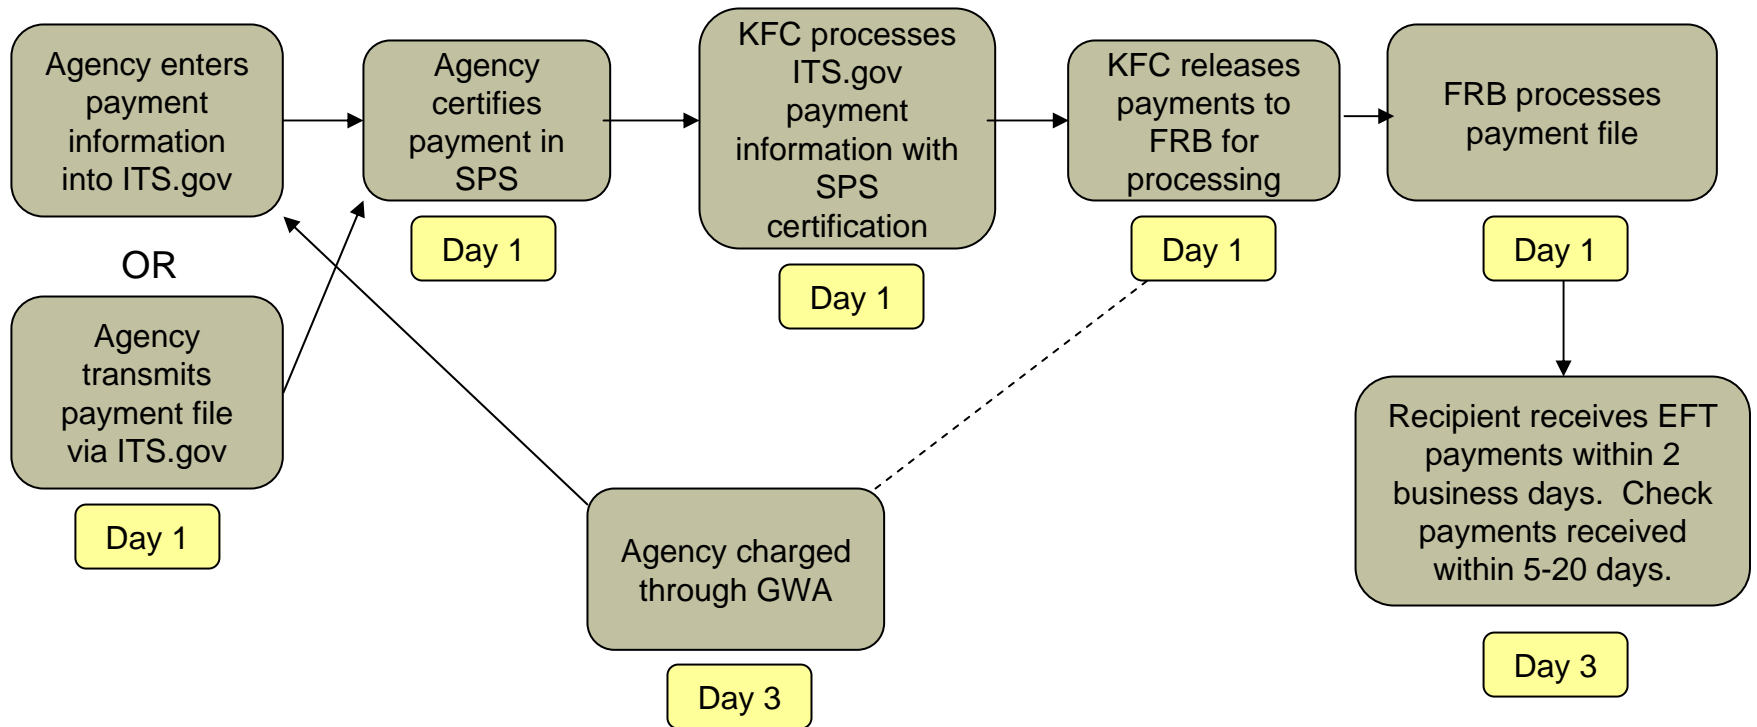 Agency enters
payment
information
into ITS.gov
OR
Agency
transmits
payment file
via ITS.gov
Day 1
Agency
certifies
payment in
SPS
Day 1
KFC processes
ITS.gov
payment
information with
SPS
certification
Day 1
KFC releases
payments to
FRB for
processing
Day 1
FRB processes
payment file
Day 1
Recipient receives EFT
payments within 2
business days.  Check
payments received
within 5-20 days.
Day 3
Agency charged
through GWA
Day 3